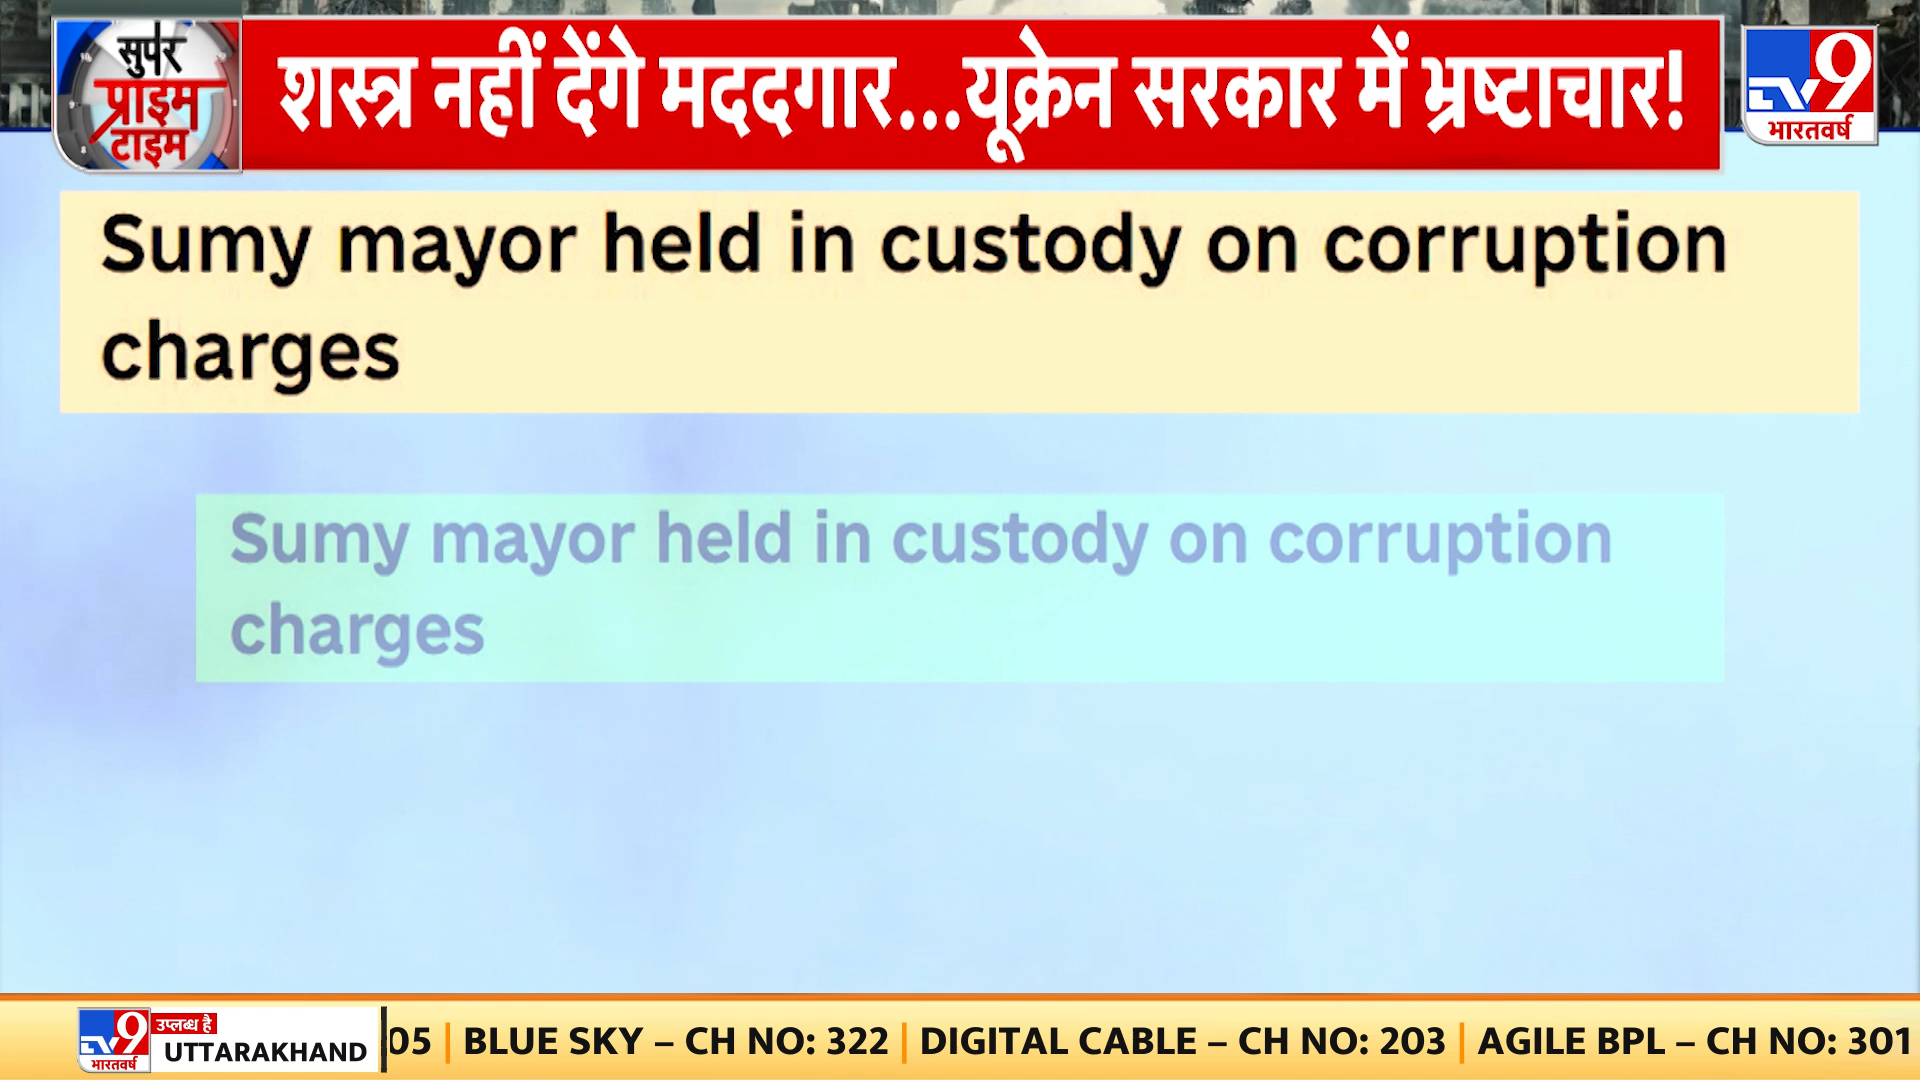 सुपर
प्राइम
टाइम
शस्त्र नहीं देंगे मददगार...यूक्रेन सरकार में भ्रष्टाचार!
TV9
भारतवर्ष
Sumy mayor held in custody on corruption
charges
Sumy mayor held in custody on corruption
charges
TV9
भारतवर्ष
उपलब्ध है
UTTARAKHAND
05 | BLUE SKY – CH NO: 322 | DIGITAL CABLE – CH NO: 203 | AGILE BPL – CH NO: 301